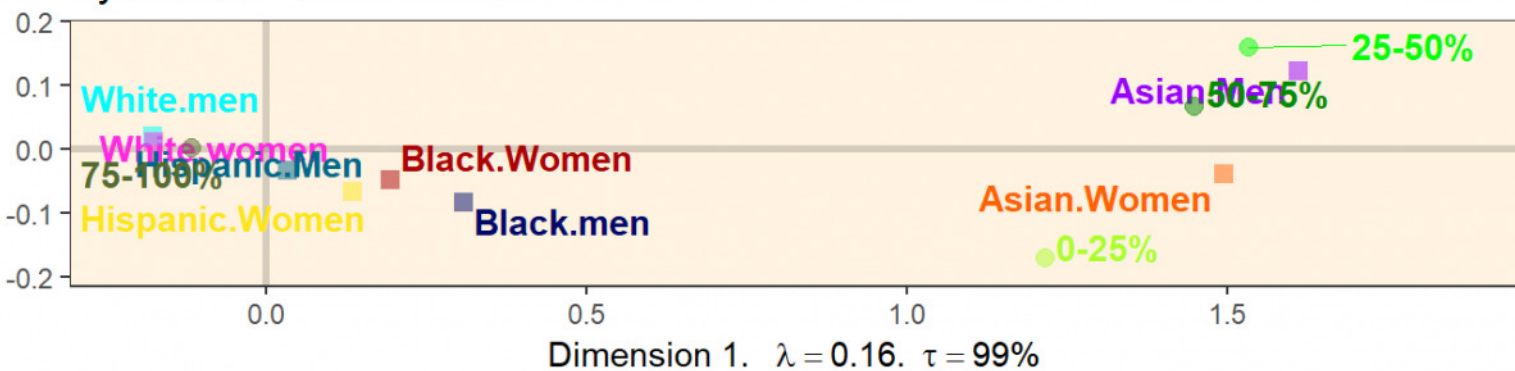 0.2
25-50%
0.1
White.men
Asian.Men
50-75%
0.0
White.women
Hispanic.Men
Black.Women
75-100%
-0.1
Hispanic.Women
Black.men
Asian.Women
0-25%
-0.2
0.0 0.5 1.0 1.5
Dimension 1. λ = 0.16. τ = 99%